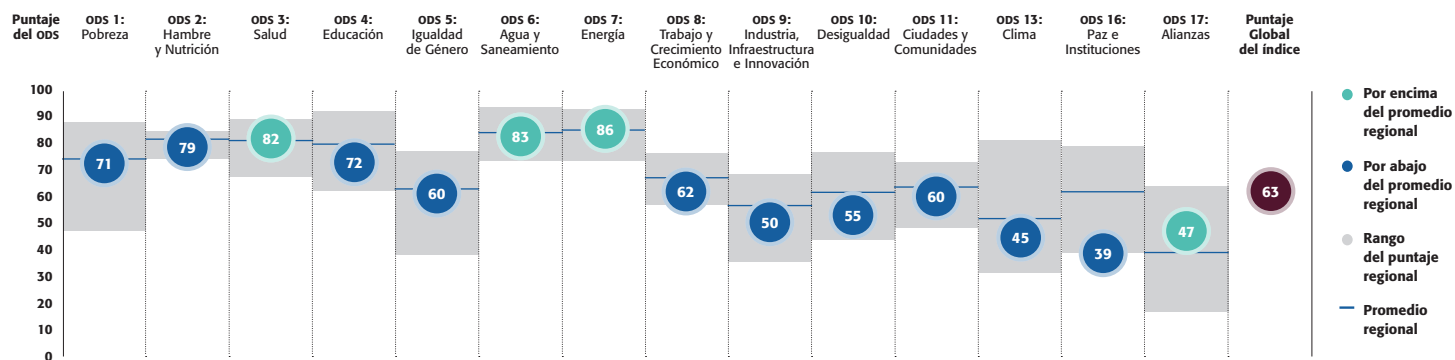 Puntaje
del ODS
ODS 1:
Pobreza
ODS 2:
Hambre
y Nutrición
ODS 3:
Salud
ODS 4:
Educación
ODS 5:
Igualdad
de Género
ODS 6:
Agua y
Saneamiento
ODS 7:
Energía
ODS 8:
Trabajo y
Crecimiento
Económico
ODS 9:
Industria,
Infraestructura
e Innovación
ODS 10:
Desigualdad
ODS 11:
Ciudades y
Comunidades
ODS 13:
Clima
ODS 16:
Paz e
Instituciones
ODS 17:
Alianzas
Puntaje
Global
del índice
100
90
80
70
60
50
40
30
20
10
0
71
79
82
72
60
83
86
62
50
55
60
45
39
47
63
Por encima
del promedio
regional
Por abajo
del promedio
regional
Rango
del puntaje
regional
Promedio
regional